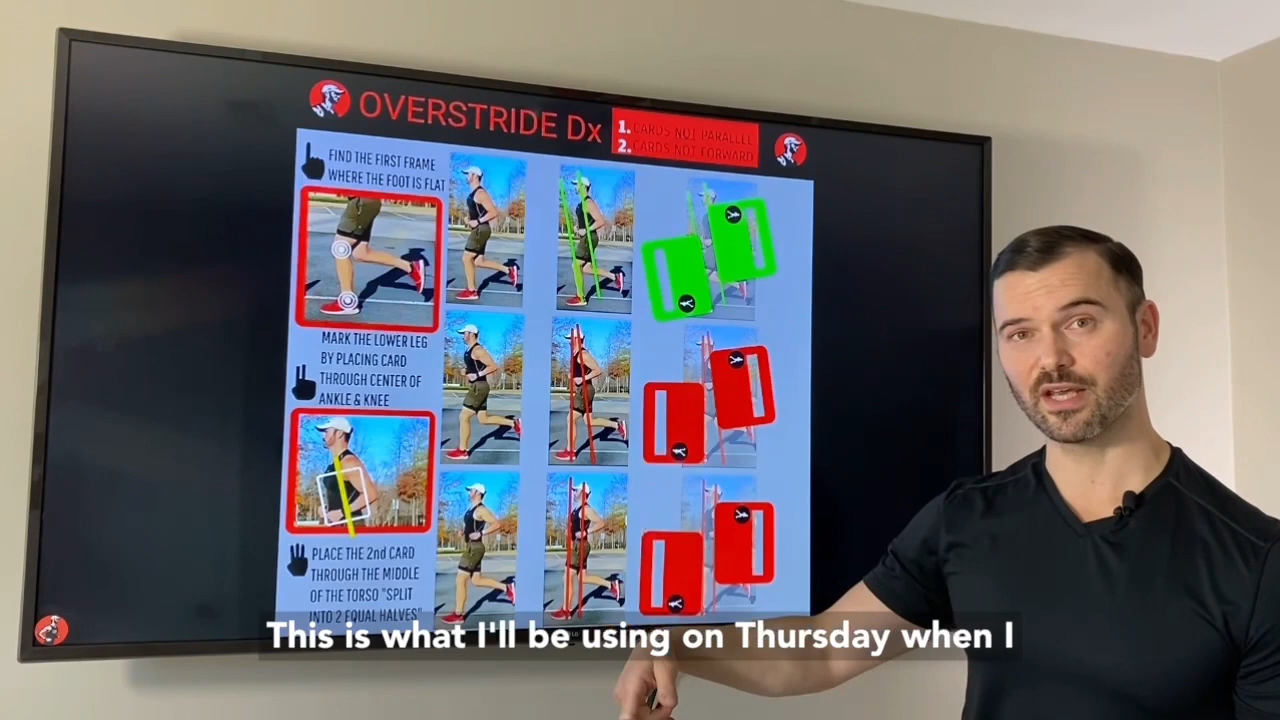 OVERSTRIDE Dx
1. CARDS NOT PARALLEL
2. CARDS NOT FORWARD
FIND THE FIRST FRAME
WHERE THE FOOT IS FLAT
MARK THE LOWER LEG
BY PLACING CARD
THROUGH CENTER OF
ANKLE & KNEE
PLACE THE 2nd CARD
THROUGH THE MIDDLE
OF THE TORSO "SPLIT
INTO 2 EQUAL HALVES"
This is what I'll be using on Thursday when I